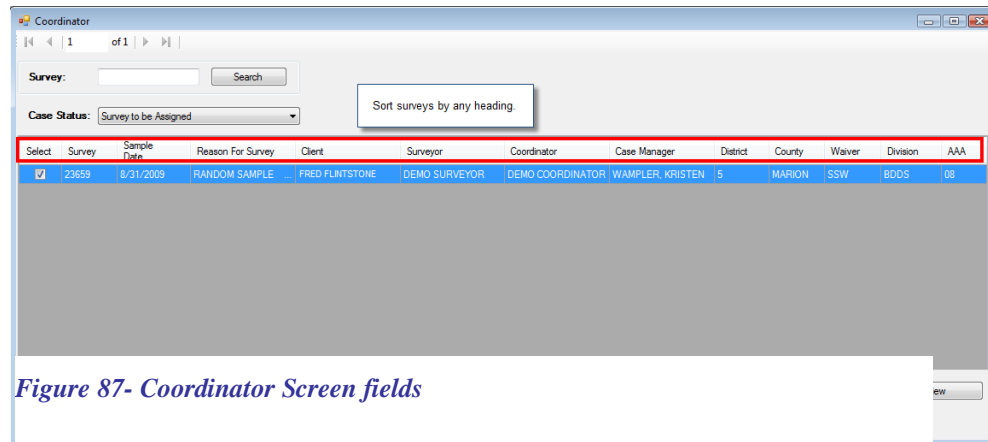 Coordinator
1 of 1
Survey: Search
Sort surveys by any heading.
Case Status: Survey to be Assigned
Select Survey Sample Date Reason For Survey Client Surveyor Coordinator Case Manager District County Waiver Division AAA
23659 8/31/2009 RANDOM SAMPLE ... FRED FLINTSTONE DEMO SURVEYOR DEMO COORDINATOR WAMPLER, KRISTEN 5 MARION SSW BDDS 08
Figure 87- Coordinator Screen fields